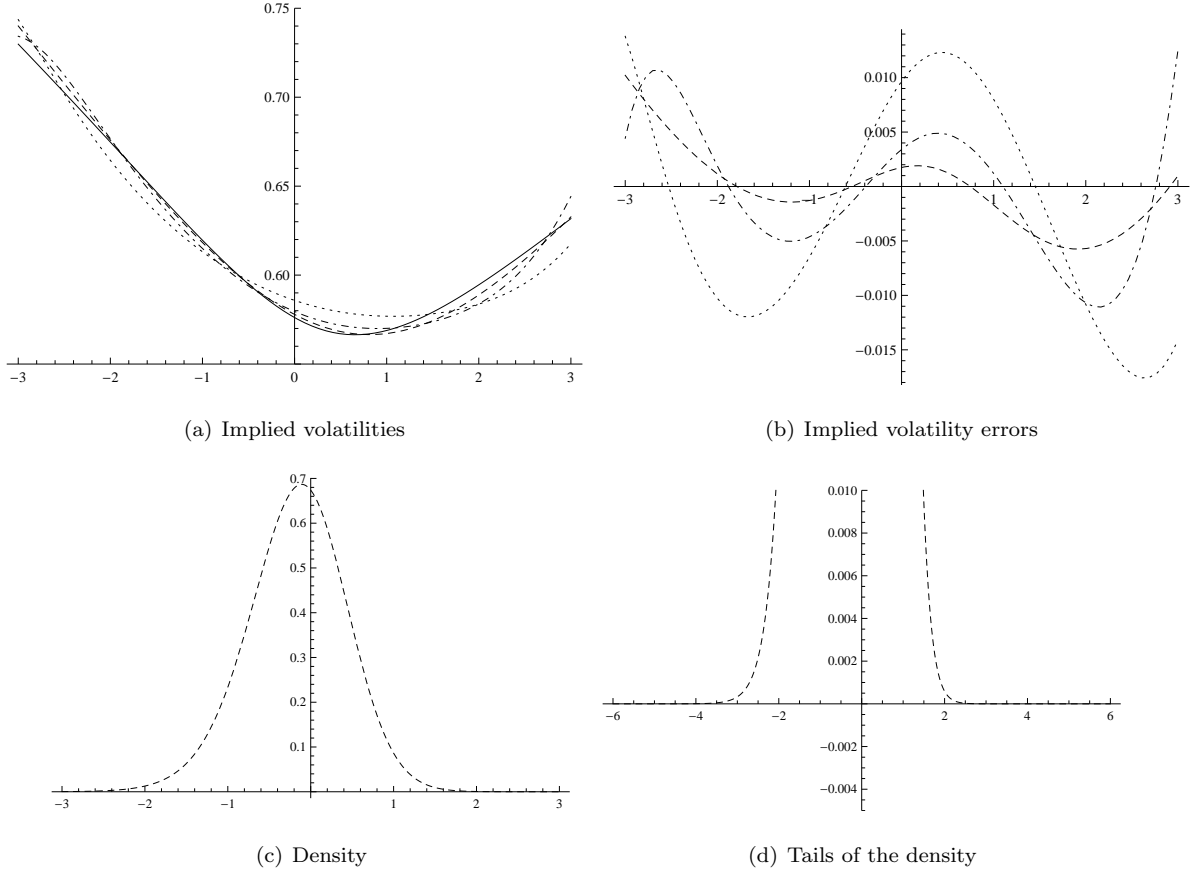 0.75
0.70
0.65
0.60
−3 −2 −1 0 1 2 3
(a) Implied volatilities
0.010
0.005
−3 −2 −1 1 2 3
−0.005
−0.010
−0.015
(b) Implied volatility errors
0.7
0.6
0.5
0.4
0.3
0.2
0.1
−3 −2 −1 1 2 3
(c) Density
0.010
0.008
0.006
0.004
0.002
−6 −4 −2 2 4 6
−0.002
−0.004
(d) Tails of the density